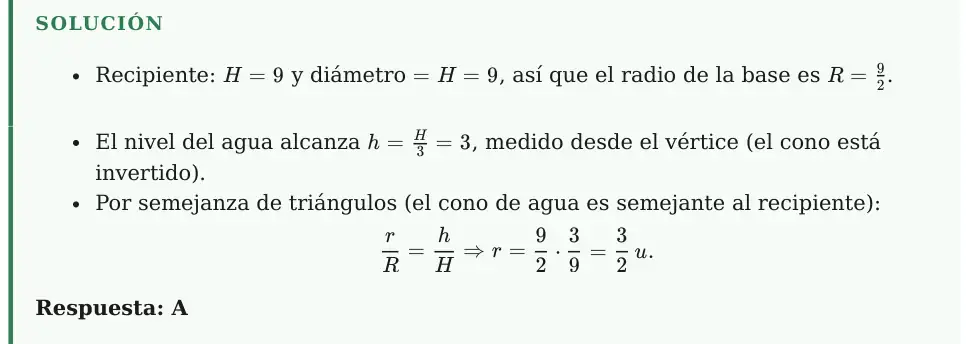 SOLUCIÓN
• Recipiente: H = 9 y diámetro = H = 9, así que el radio de la base es R = 9/2.
• El nivel del agua alcanza h = H/3 = 3, medido desde el vértice (el cono está
invertido).
• Por semejanza de triángulos (el cono de agua es semejante al recipiente):
r/R = h/H ⇒ r = 9/2 · 3/9 = 3/2 u.
Respuesta: A